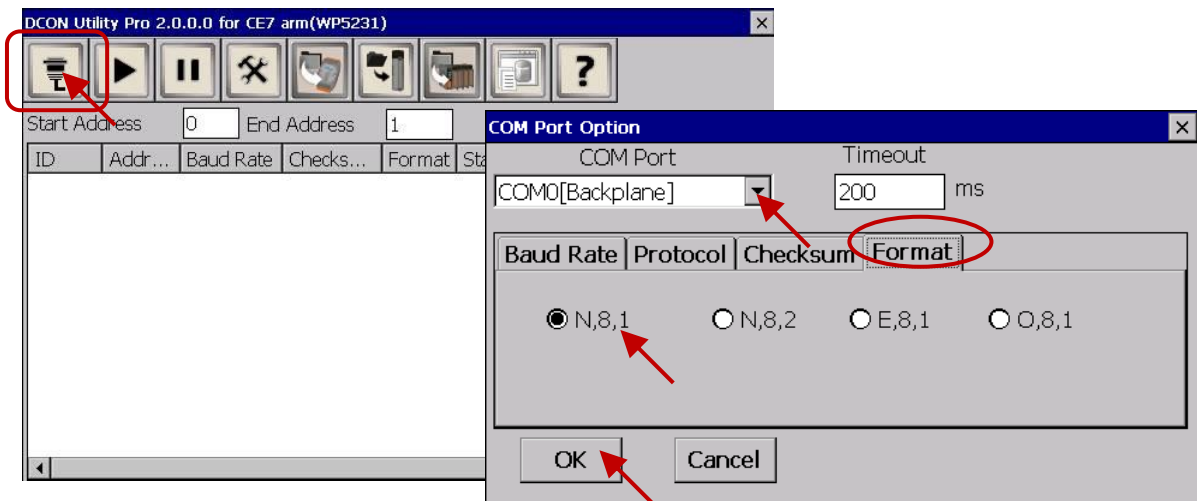 DCON Utility Pro 2.0.0.0 for CE7 arm(WP5231)
?
Start Address 0 End Address 1
ID Addr... Baud Rate Checks... Format Sta
COM Port Option
COM Port Timeout
COM0[Backplane] 200 ms
Baud Rate Protocol Checksum Format
N,8,1 N,8,2 E,8,1 O,8,1
OK Cancel